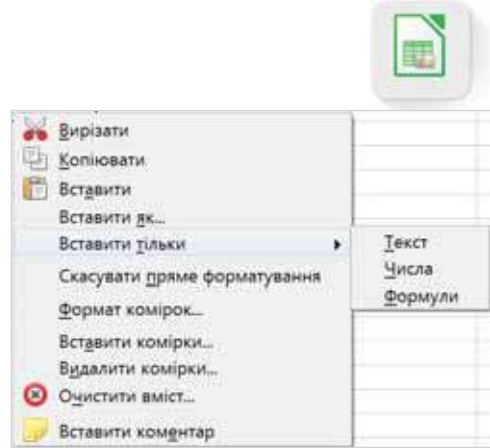 Вирізати
Копіювати
Вставити
Вставити як...
Вставити тільки
Текст
Числа
Формули
Скасувати пряме форматування
Формат комірок...
Вставити комірки...
Видалити комірки...
Очистити вміст...
Вставити коментар